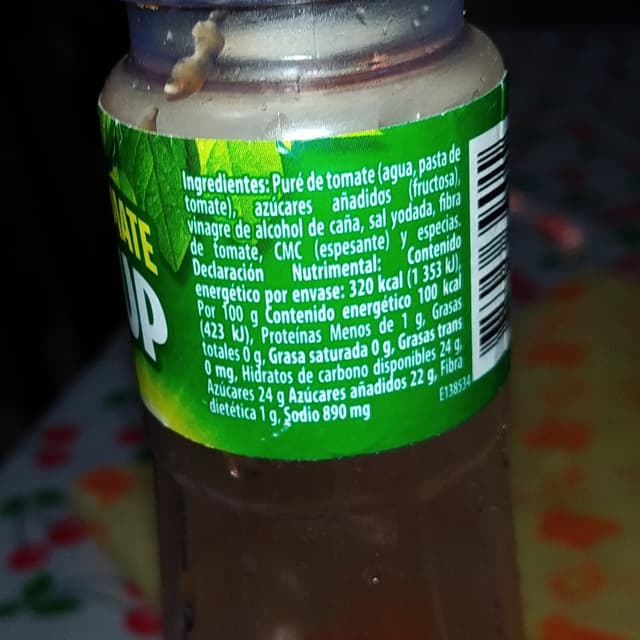 MATE
UP
Ingredientes: Puré de tomate (agua, pasta de
tomate), azúcares añadidos (fructosa),
vinagre de alcohol de caña, sal yodada, fibra
de tomate, CMC (espesante) y especias.
Declaración Nutrimental: Contenido
energético por envase: 320 kcal (1 353 kJ),
Por 100 g Contenido energético 100 kcal
(423 kJ), Proteínas Menos de 1 g, Grasas
totales 0 g, Grasa saturada 0 g, Grasas trans
0 mg, Hidratos de carbono disponibles 24 g,
Azúcares 24 g Azúcares añadidos 22 g, Fibra
dietética 1 g, Sodio 890 mg
E138534